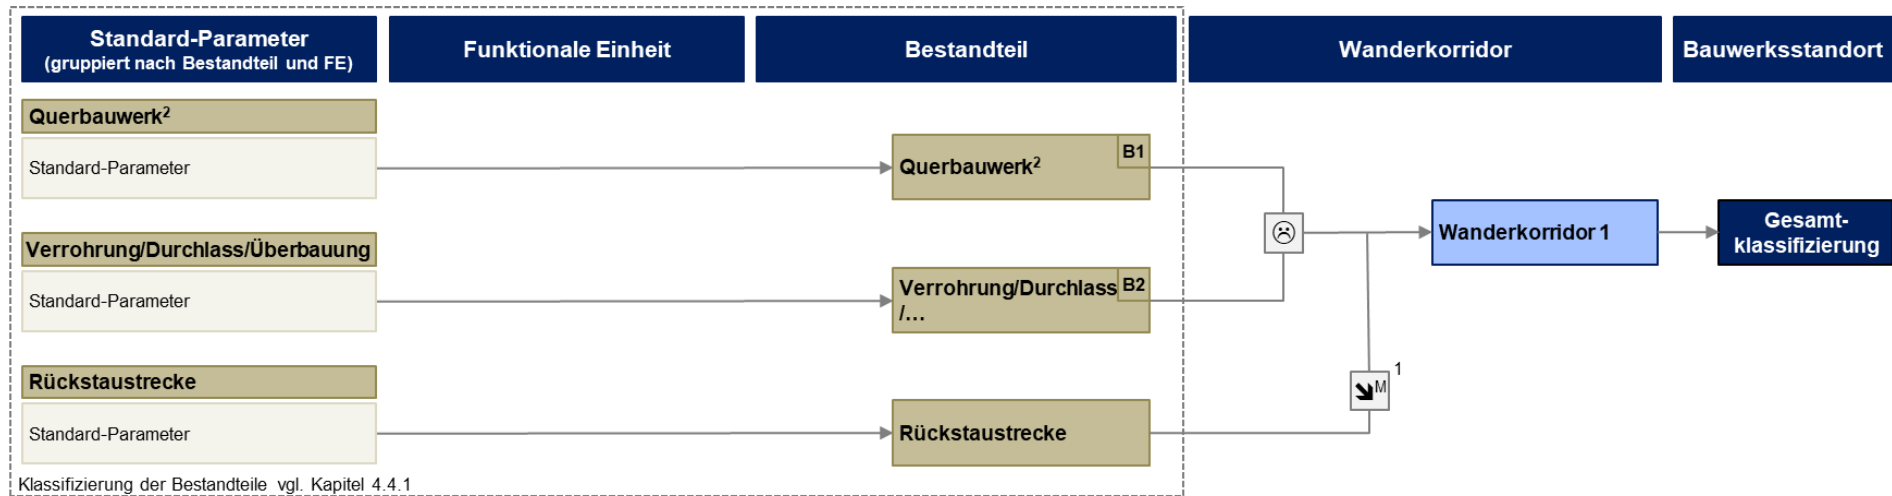 Standard-Parameter
(gruppiert nach Bestandteil und FE)
Funktionale Einheit
Bestandteil
Wanderkorridor
Bauwerksstandort
Querbauwerk²
Standard-Parameter
Querbauwerk²
B1
Verrohrung/Durchlass/Überbauung
Standard-Parameter
Verrohrung/Durchlass
/...
B2
Wanderkorridor 1
Gesamt-
klassifizierung
Rückstaustrecke
Standard-Parameter
Rückstaustrecke
M
1
Klassifizierung der Bestandteile vgl. Kapitel 4.4.1